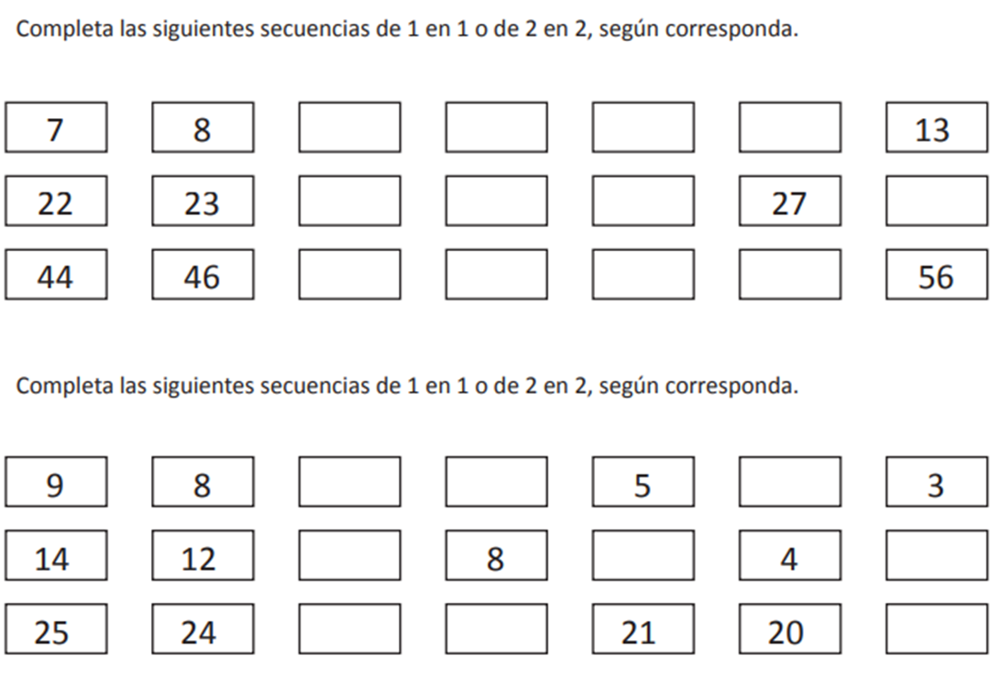 Completa las siguientes secuencias de 1 en 1 o de 2 en 2, según corresponda.
7 8 13
22 23 27
44 46 56
Completa las siguientes secuencias de 1 en 1 o de 2 en 2, según corresponda.
9 8 5 3
14 12 8 4
25 24 21 20